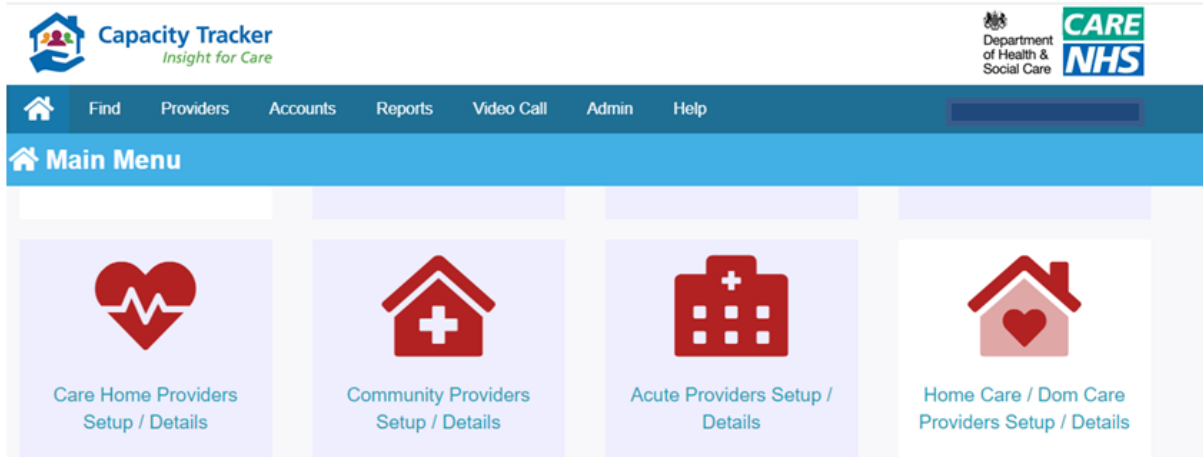 Capacity Tracker
Insight for Care
Department
of Health &
Social Care
CARE
NHS
Find Providers Accounts Reports Video Call Admin Help
Main Menu
Care Home Providers
Setup / Details
Community Providers
Setup / Details
Acute Providers Setup /
Details
Home Care / Dom Care
Providers Setup / Details